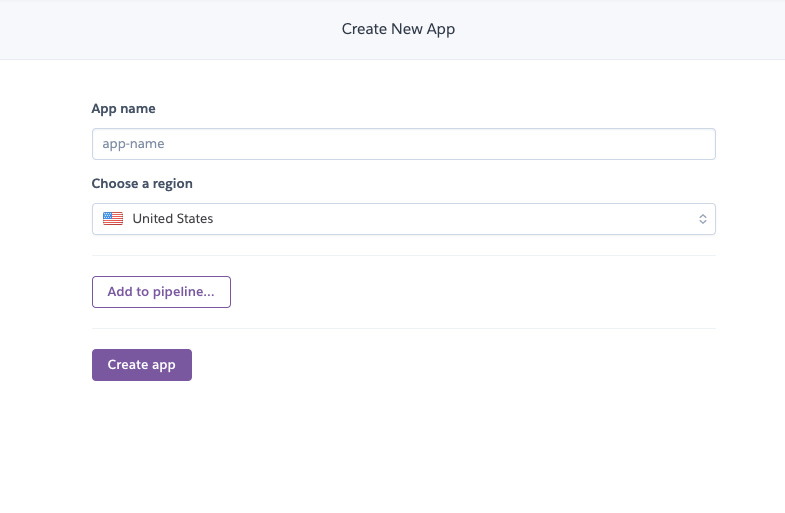 Create New App
App name
app-name
Choose a region
United States
Add to pipeline...
Create app